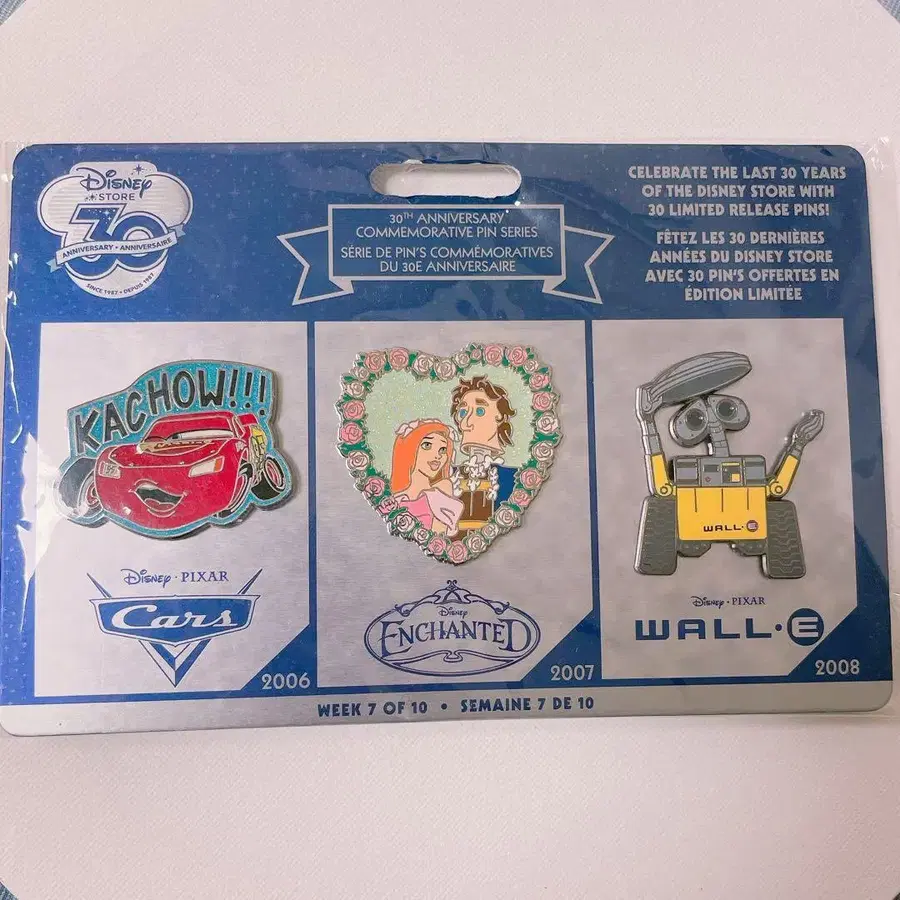 Disney
STORE
30
ANNIVERSARY • ANNIVERSAIRE
SINCE 1987 • DEPUIS 1987
30TH ANNIVERSARY
COMMEMORATIVE PIN SERIES
SÉRIE DE PIN'S COMMÉMORATIVES
DU 30E ANNIVERSAIRE
CELEBRATE THE LAST 30 YEARS
OF THE DISNEY STORE WITH
30 LIMITED RELEASE PINS!
FÊTEZ LES 30 DERNIÈRES
ANNÉES DU DISNEY STORE
AVEC 30 PIN'S OFFERTES EN
ÉDITION LIMITÉE
KACHOW!!!
Disney • PIXAR
Cars
2006
Disney
ENCHANTED
2007
WALL•E
Disney • PIXAR
WALL•E
2008
WEEK 7 OF 10 • SEMAINE 7 DE 10